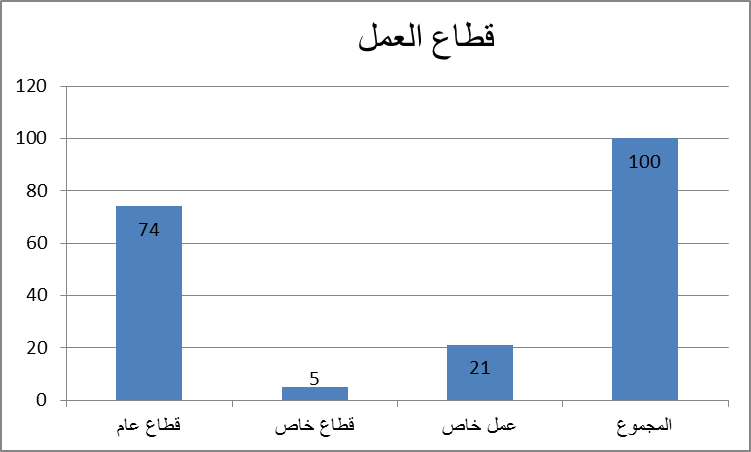 قطاع العمل
120
100
80
60
40
20
0
74
5
21
100
قطاع عام
قطاع خاص
عمل خاص
المجموع